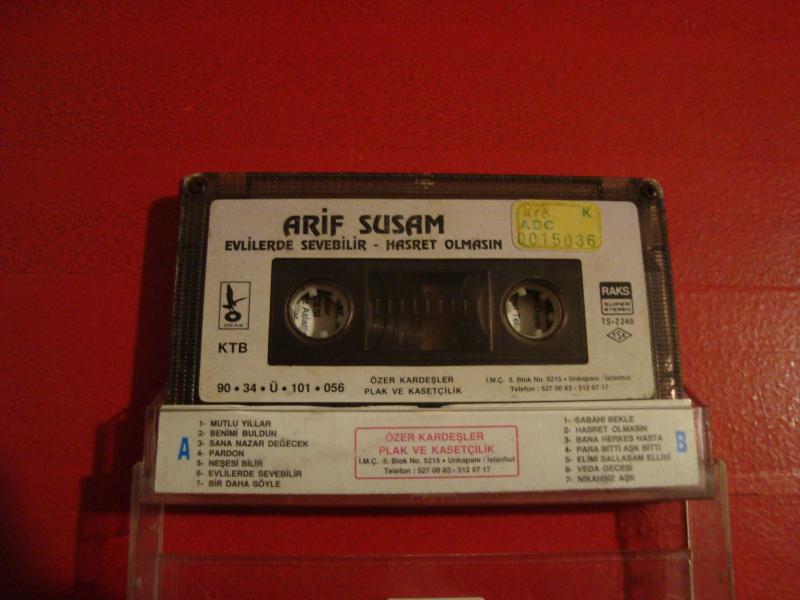 ARİF SUSAM
EVLİLERDE SEVEBİLİR - HASRET OLMASIN
K
ADC
0015036
RAKS
SUPER
STEREO
TS-2240
TSE
KTB
90 • 34 • Ü • 101 • 056
ÖZER KARDEŞLER
PLAK VE KASETÇİLİK
İ.M.Ç. 5. Blok No. 5215 • Unkapanı / İstanbul
Telefon : 527 00 83 - 512 67 17
A
1- MUTLU YILLAR
2- BENİMİ BULDUN
3- SANA NAZAR DEĞECEK
4- PARDON
5- NEŞESİ BİLİR
6- EVLİLERDE SEVEBİLİR
7- BİR DAHA SÖYLE
ÖZER KARDEŞLER
PLAK VE KASETÇİLİK
İ.M.Ç. 5. Blok No. 5215 • Unkapanı / İstanbul
Telefon : 527 00 83 - 512 67 17
1- SABAHI BEKLE
2- HASRET OLMASIN
3- BANA HERKES HASTA
4- PARA BİTTİ AŞK BİTTİ
5- ELİMİ SALLASAM ELLİSİ
6- VEDA GECESİ
7- NİKAHSIZ AŞK
B